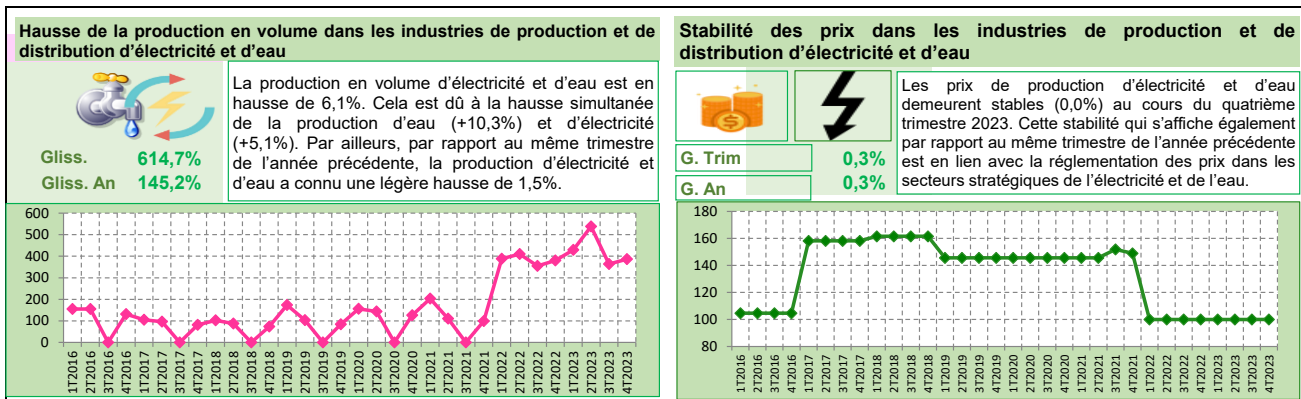 Hausse de la production en volume dans les industries de production et de
distribution d'électricité et d'eau
La production en volume d'électricité et d'eau est en
hausse de 6,1%. Cela est dû à la hausse simultanée
de la production d'eau (+10,3%) et d'électricité
(+5,1%). Par ailleurs, par rapport au même trimestre
de l'année précédente, la production d'électricité et
d'eau a connu une légère hausse de 1,5%.
Gliss. 614,7%
Gliss. An 145,2%
600
500
400
300
200
100
0
1T2016
2T2016
3T2016
4T2016
1T2017
2T2017
3T2017
4T2017
1T2018
2T2018
3T2018
4T2018
1T2019
2T2019
3T2019
4T2019
1T2020
2T2020
3T2020
4T2020
1T2021
2T2021
3T2021
4T2021
1T2022
2T2022
3T2022
4T2022
1T2023
2T2023
3T2023
4T2023
Stabilité des prix dans les industries de production et de
distribution d'électricité et d'eau
Les prix de production d'électricité et d'eau
demeurent stables (0,0%) au cours du quatrième
trimestre 2023. Cette stabilité qui s'affiche également
par rapport au même trimestre de l'année précédente
est en lien avec la réglementation des prix dans les
secteurs stratégiques de l'électricité et de l'eau.
G. Trim 0,3%
G. An 0,3%
180
160
140
120
100
80
1T2016
2T2016
3T2016
4T2016
1T2017
2T2017
3T2017
4T2017
1T2018
2T2018
3T2018
4T2018
1T2019
2T2019
3T2019
4T2019
1T2020
2T2020
3T2020
4T2020
1T2021
2T2021
3T2021
4T2021
1T2022
2T2022
3T2022
4T2022
1T2023
2T2023
3T2023
4T2023